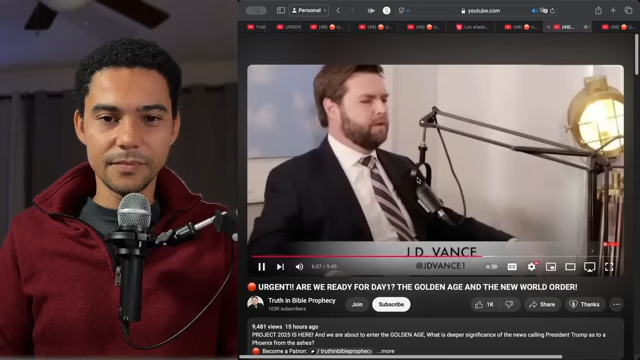 Personal
youtube.com
J.D. VANCE
@JDVANCE1
6:07 / 9:45
URGENT!! ARE WE READY FOR DAY1? THE GOLDEN AGE AND THE NEW WORLD ORDER!
Truth in Bible Prophecy
103K subscribers
Join
Subscribe
1K
Share
Thanks
9,481 views 15 hours ago
PROJECT 2025 IS HERE! And we are about to enter the GOLDEN AGE, What is deeper significance of the news calling President Trump as to a
Phoenix from the ashes?
Become a Patron: / truthinbibleprophecy ...more